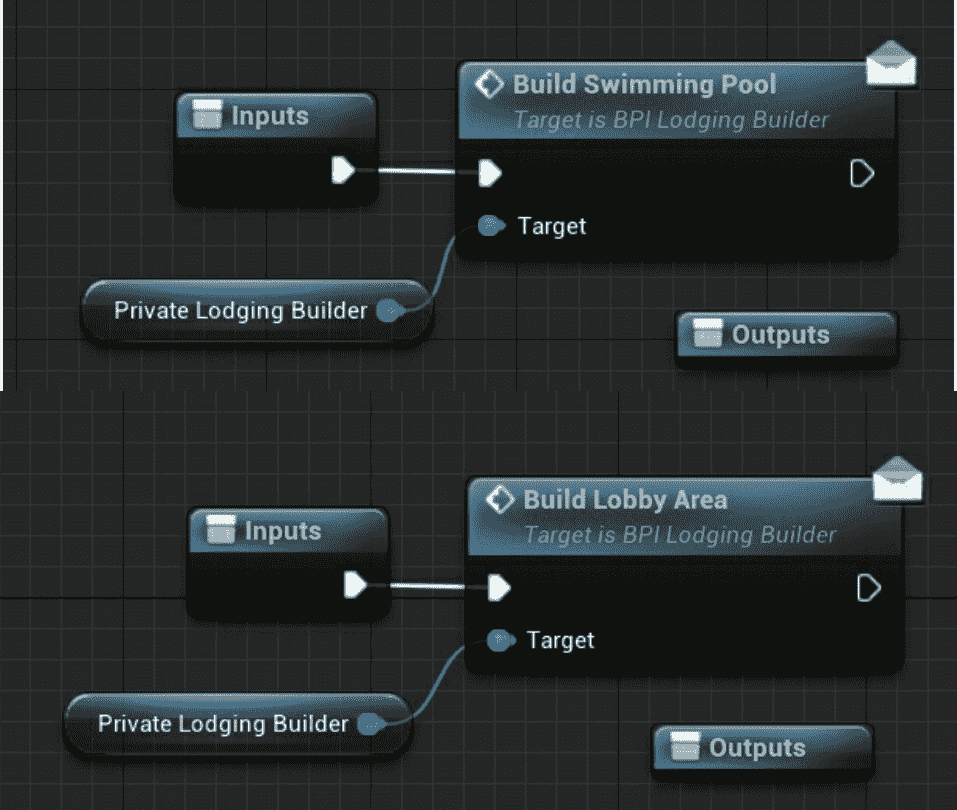 Build Swimming Pool
Inputs
Target is BPI Lodging Builder
Target
Private Lodging Builder
Outputs
Build Lobby Area
Inputs
Target is BPI Lodging Builder
Target
Private Lodging Builder
Outputs